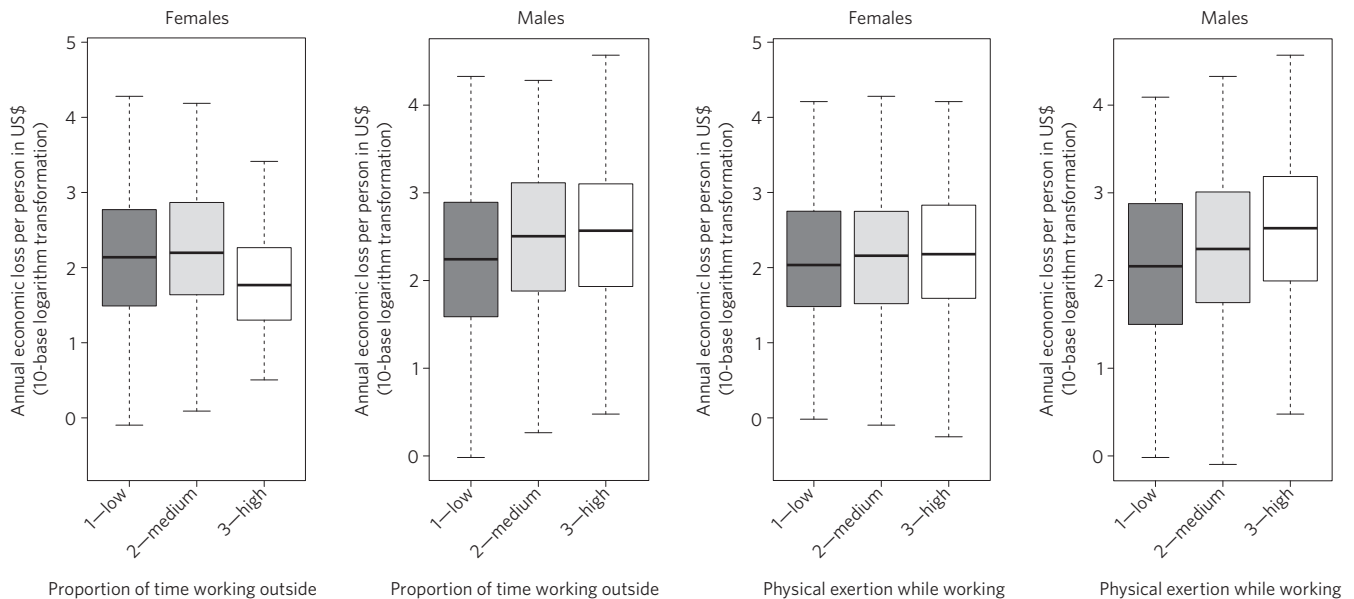 Females
Males
Females
Males
Annual economic loss per person in US$
(10-base logarithm transformation)
5
4
3
2
1
0
1—low
2—medium
3—high
Proportion of time working outside
Annual economic loss per person in US$
(10-base logarithm transformation)
4
3
2
1
0
1—low
2—medium
3—high
Proportion of time working outside
Annual economic loss per person in US$
(10-base logarithm transformation)
5
4
3
2
1
0
1—low
2—medium
3—high
Physical exertion while working
Annual economic loss per person in US$
(10-base logarithm transformation)
4
3
2
1
0
1—low
2—medium
3—high
Physical exertion while working